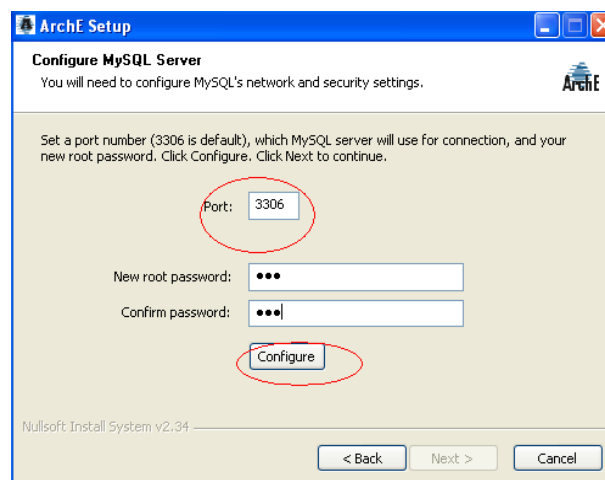 ArchE Setup
Configure MySQL Server
You will need to configure MySQL's network and security settings.
ArchE
Set a port number (3306 is default), which MySQL server will use for connection, and your
new root password. Click Configure. Click Next to continue.
Port: 3306
New root password: •••
Confirm password: •••
Configure
Nullsoft Install System v2.34
< Back Next > Cancel